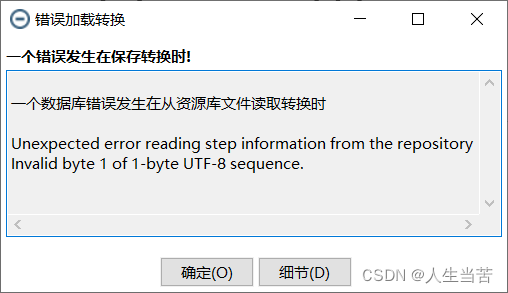 错误加载转换
一个错误发生在保存转换时!
一个数据库错误发生在从资源库文件读取转换时
Unexpected error reading step information from the repository
Invalid byte 1 of 1-byte UTF-8 sequence.
确定(O) 细节(D)
CSDN @人生当苦